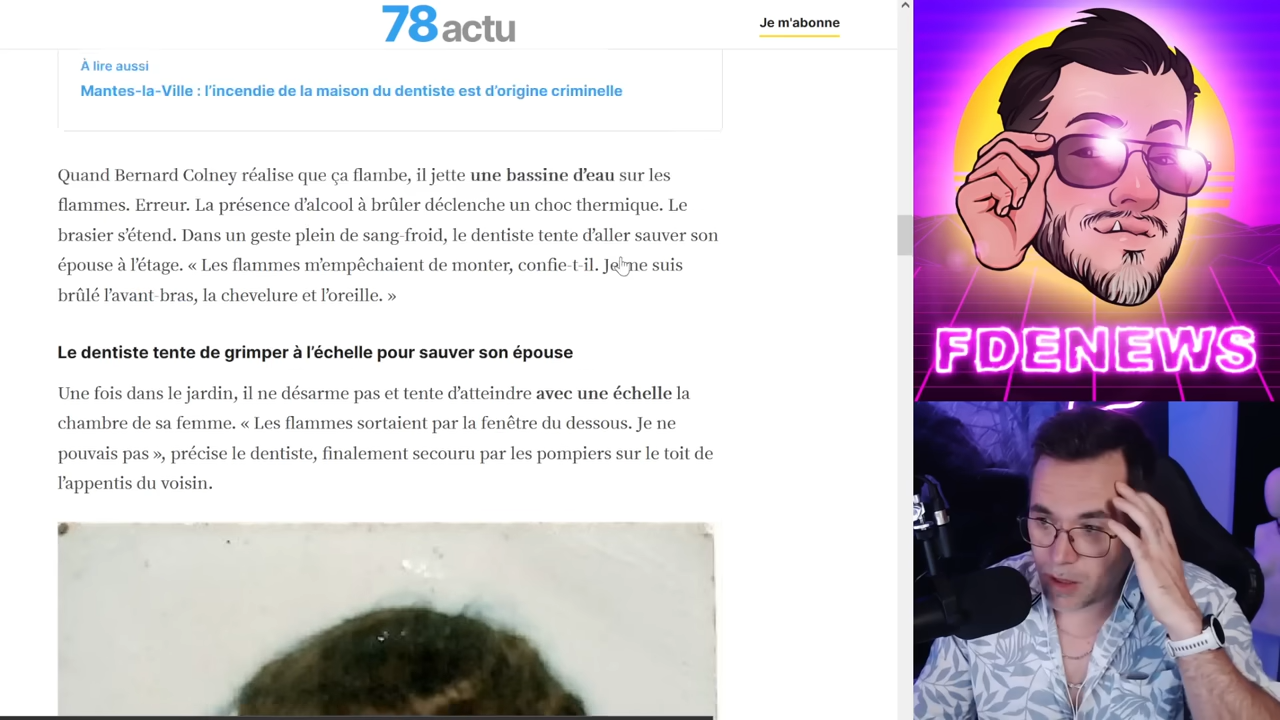 78 actu
Je m'abonne
À lire aussi
Mantes-la-Ville : l’incendie de la maison du dentiste est d’origine criminelle
Quand Bernard Colney réalise que ça flambe, il jette une bassine d’eau sur les
flammes. Erreur. La présence d’alcool à brûler déclenche un choc thermique. Le
brasier s’étend. Dans un geste plein de sang-froid, le dentiste tente d’aller sauver son
épouse à l’étage. « Les flammes m’empêchaient de monter, confie-t-il. Je me suis
brûlé l’avant-bras, la chevelure et l’oreille. »
Le dentiste tente de grimper à l’échelle pour sauver son épouse
Une fois dans le jardin, il ne désarme pas et tente d’atteindre avec une échelle la
chambre de sa femme. « Les flammes sortaient par la fenêtre du dessous. Je ne
pouvais pas », précise le dentiste, finalement secouru par les pompiers sur le toit de
l’appentis du voisin.
FDENEWS